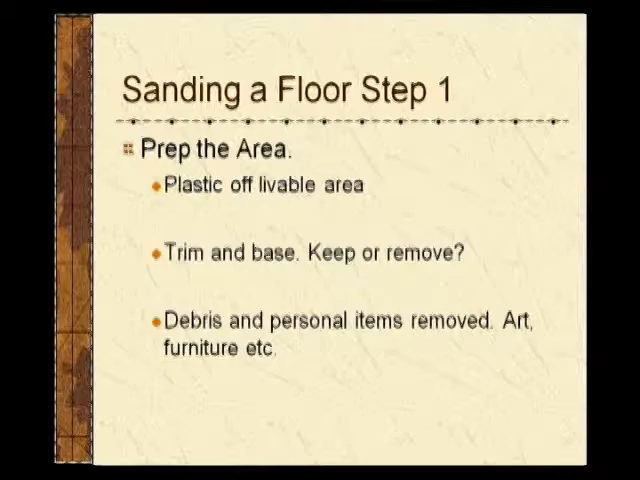 Sanding a Floor Step 1
Prep the Area.
Plastic off livable area
Trim and base. Keep or remove?
Debris and personal items removed. Art,
furniture etc.